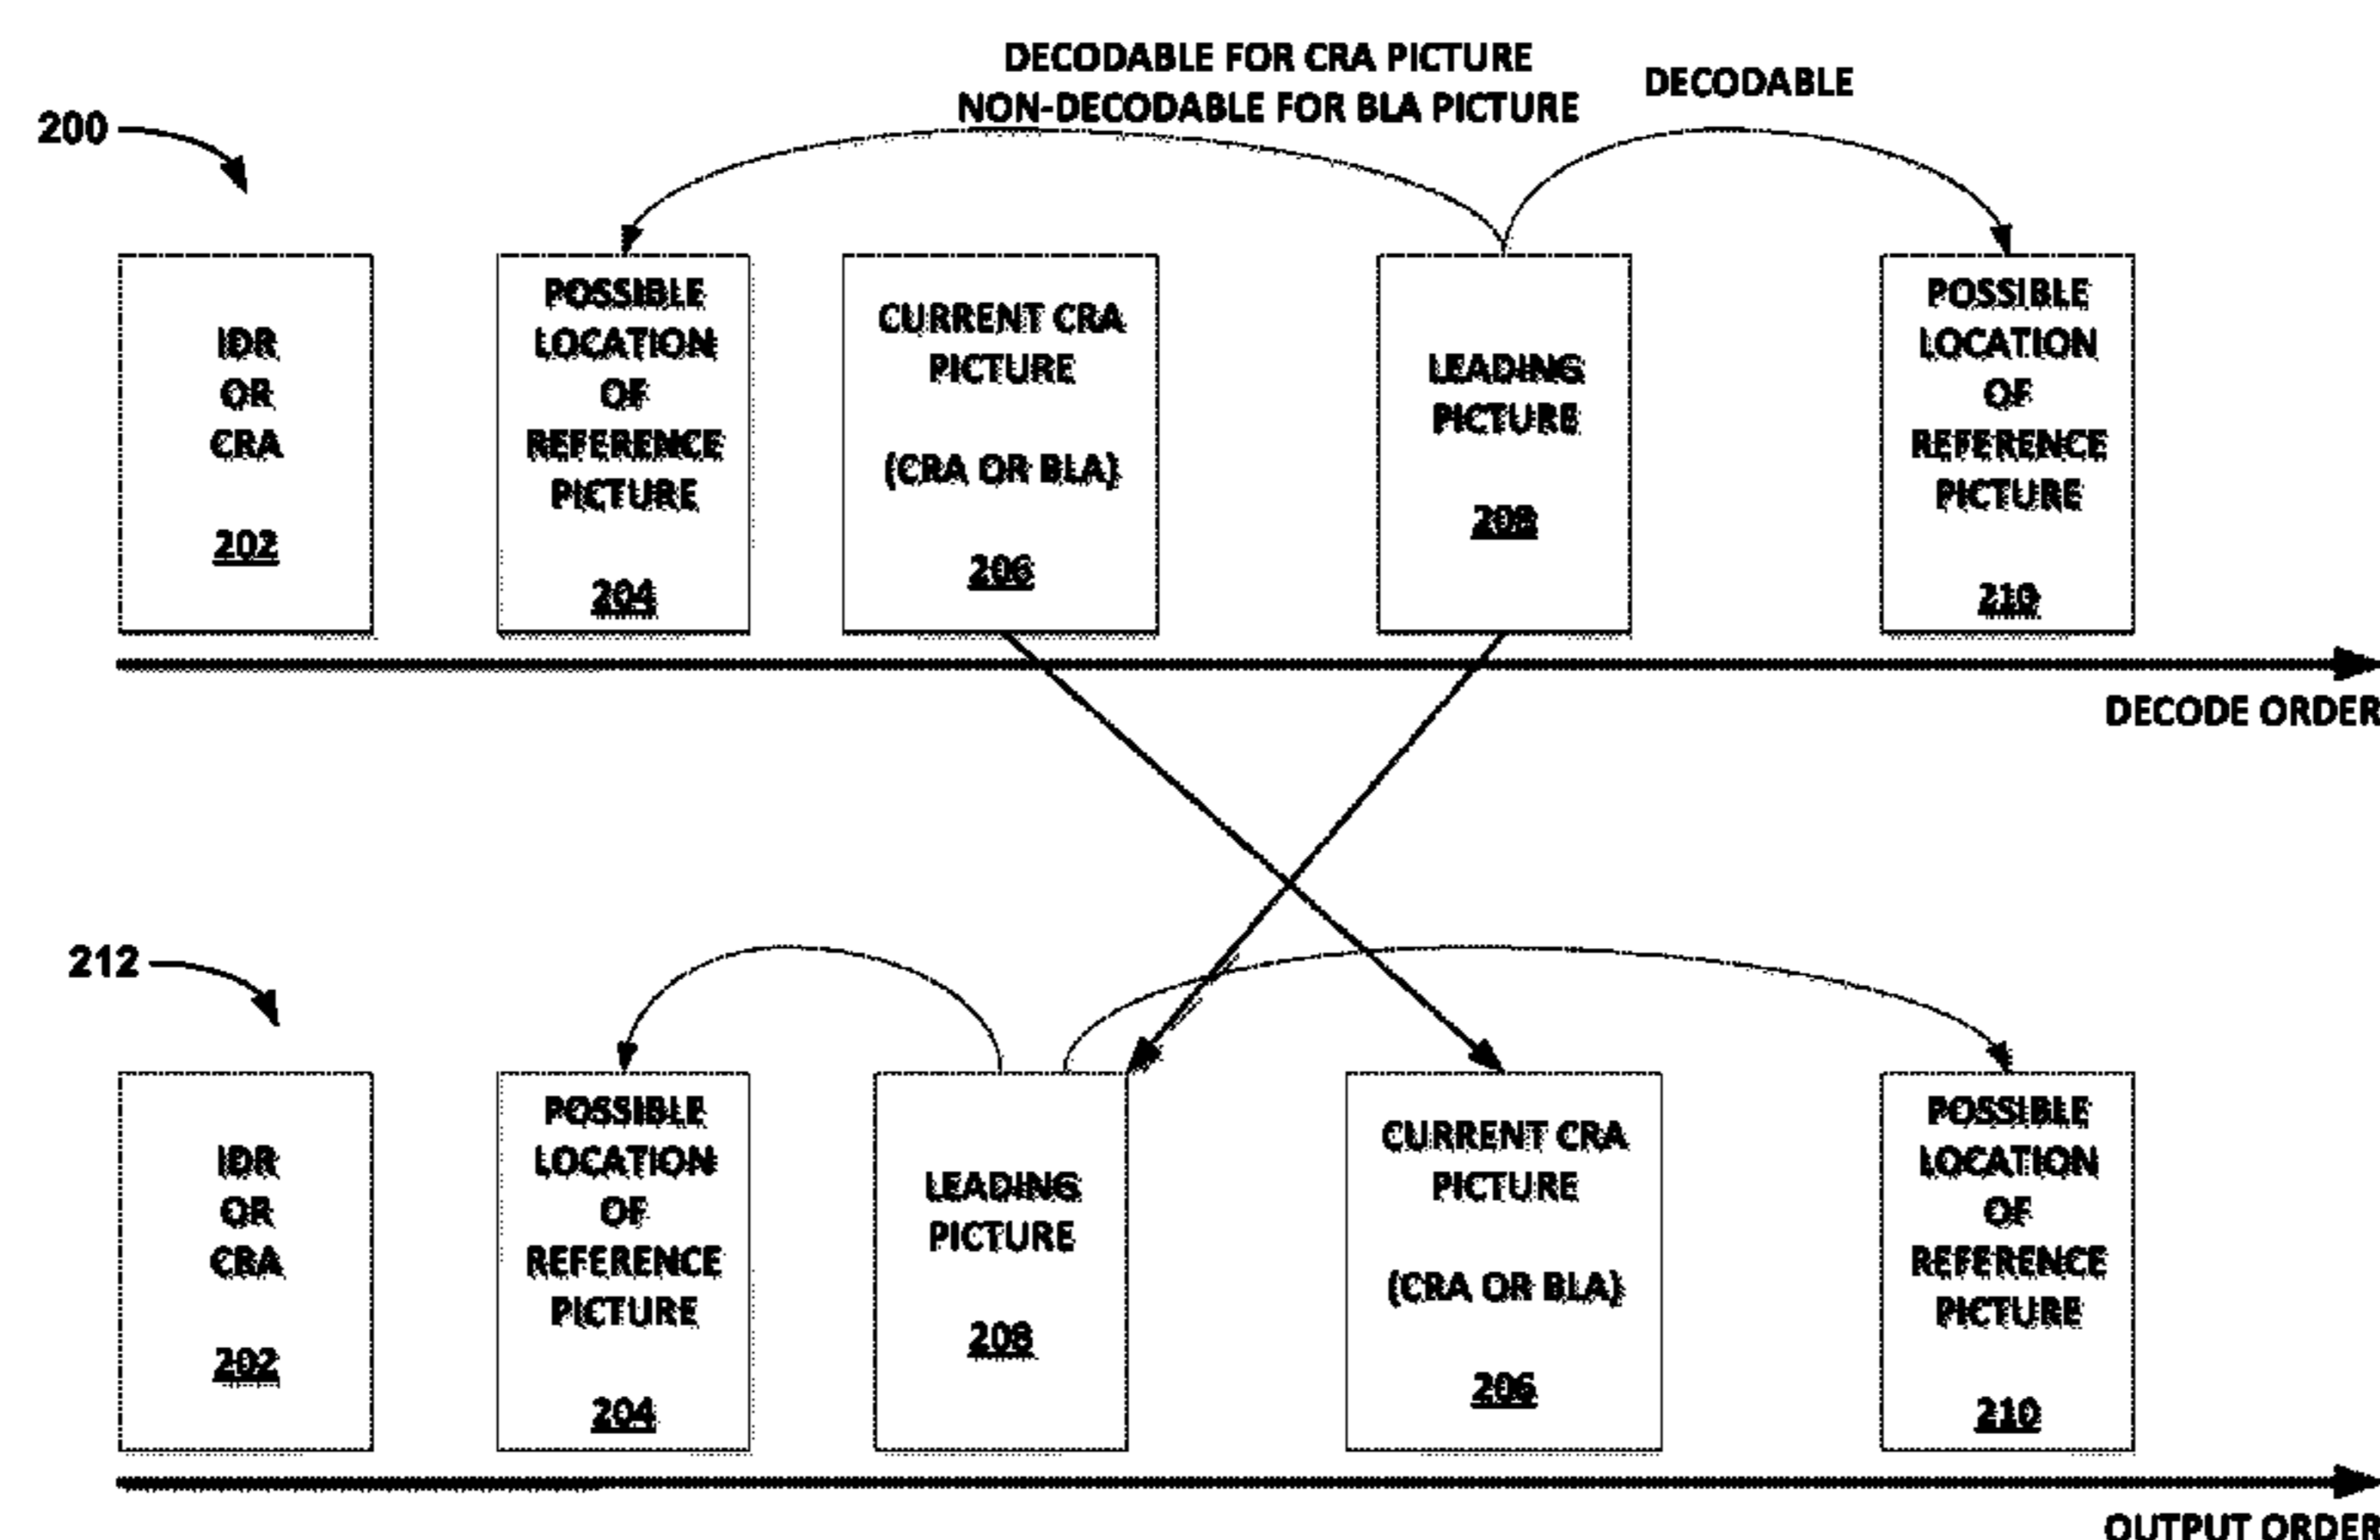 DECODABLE FOR CRA PICTURE
NON-DECODABLE FOR BLA PICTURE
DECODABLE
200
IDR
OR
CRA
202
POSSIBLE
LOCATION
OF
REFERENCE
PICTURE
204
CURRENT CRA
PICTURE
(CRA OR BLA)
206
LEADING
PICTURE
208
POSSIBLE
LOCATION
OF
REFERENCE
PICTURE
210
DECODE ORDER
212
IDR
OR
CRA
202
POSSIBLE
LOCATION
OF
REFERENCE
PICTURE
204
LEADING
PICTURE
208
CURRENT CRA
PICTURE
(CRA OR BLA)
206
POSSIBLE
LOCATION
OF
REFERENCE
PICTURE
210
OUTPUT ORDER